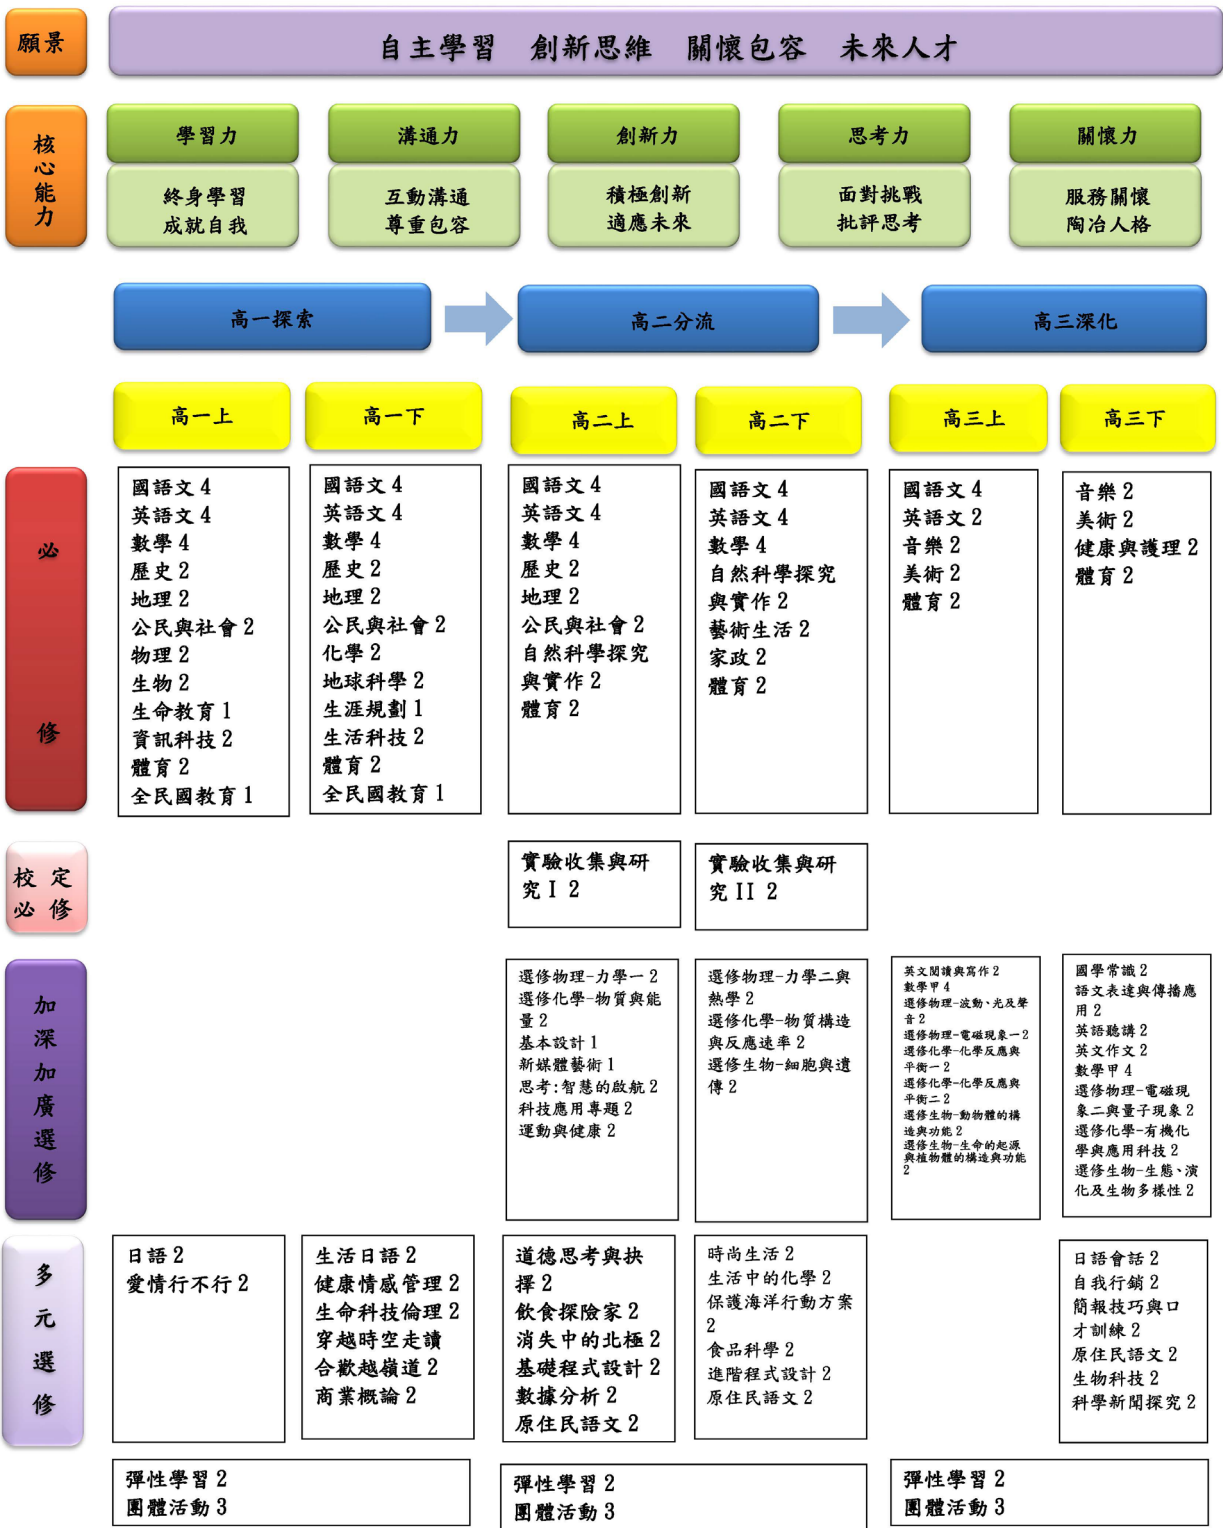 願景
自主學習 創新思維 關懷包容 未來人才
核心能力
學習力
終身學習
成就自我
溝通力
互動溝通
尊重包容
創新力
積極創新
適應未來
思考力
面對挑戰
批評思考
關懷力
服務關懷
陶冶人格
高一探索
高二分流
高三深化
高一上
高一下
高二上
高二下
高三上
高三下
必修
國語文 4
英語文 4
數學 4
歷史 2
地理 2
公民與社會 2
物理 2
生物 2
生命教育 1
資訊科技 2
體育 2
全民國教育 1
國語文 4
英語文 4
數學 4
歷史 2
地理 2
公民與社會 2
化學 2
地球科學 2
生涯規劃 1
生活科技 2
體育 2
全民國教育 1
國語文 4
英語文 4
數學 4
歷史 2
地理 2
公民與社會 2
自然科學探究
與實作 2
體育 2
國語文 4
英語文 4
數學 4
自然科學探究
與實作 2
藝術生活 2
家政 2
體育 2
國語文 4
英語文 2
音樂 2
美術 2
體育 2
音樂 2
美術 2
健康與護理 2
體育 2
校定
必修
實驗收集與研
究 I 2
實驗收集與研
究 II 2
加深加廣選修
選修物理-力學一 2
選修化學-物質與能
量 2
基本設計 1
新媒體藝術 1
思考:智慧的啟航 2
科技應用專題 2
運動與健康 2
選修物理-力學二與
熱學 2
選修化學-物質構造
與反應速率 2
選修生物-細胞與遺
傳 2
英文閱讀與寫作 2
數學甲 4
選修物理-波動、光及聲
音 2
選修物理-電磁現象一 2
選修化學-化學反應與
平衡一 2
選修化學-化學反應與
平衡二 2
選修生物-動物體的構
造與功能 2
選修生物-生命的起源
與植物體的構造與功能
2
國學常識 2
語文表達與傳播應
用 2
英語聽講 2
英文作文 2
數學甲 4
選修物理-電磁現
象二與量子現象 2
選修化學-有機化
學與應用科技 2
選修生物-生態、演
化及生物多樣性 2
多元選修
日語 2
愛情行不行 2
生活日語 2
健康情感管理 2
生命科技倫理 2
穿越時空走讀
合歡越嶺道 2
商業概論 2
道德思考與抉
擇 2
飲食探險家 2
消失中的北極 2
基礎程式設計 2
數據分析 2
原住民語文 2
時尚生活 2
生活中的化學 2
保護海洋行動方案
2
食品科學 2
進階程式設計 2
原住民語文 2
日語會話 2
自我行銷 2
簡報技巧與口
才訓練 2
原住民語文 2
生物科技 2
科學新聞探究 2
彈性學習 2
團體活動 3
彈性學習 2
團體活動 3
彈性學習 2
團體活動 3